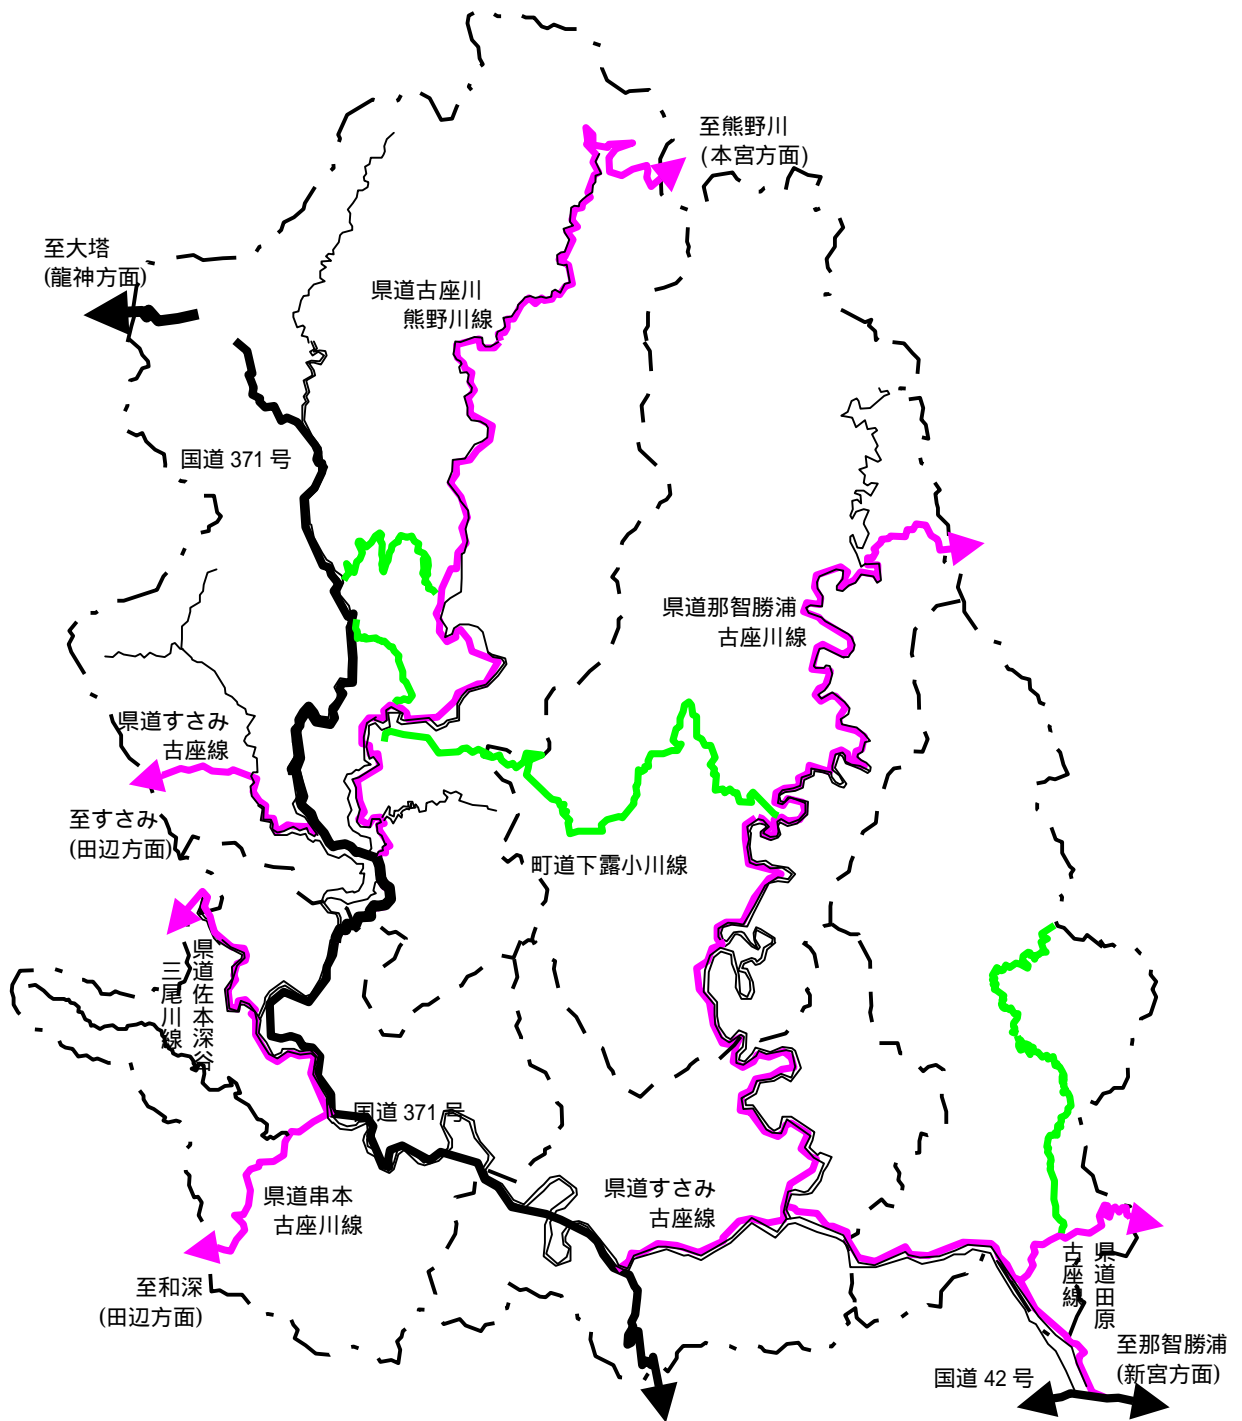 至熊野川
(本宮方面)
至大塔
(龍神方面)
県道古座川
熊野川線
国道 371 号
県道那智勝浦
古座川線
県道すさみ
古座線
至すさみ
(田辺方面)
町道下露小川線
県道佐本深谷
三尾川線
国道 371 号
県道すさみ
古座線
県道串本
古座川線
県道田原
古座線
至和深
(田辺方面)
至那智勝浦
(新宮方面)
国道 42 号